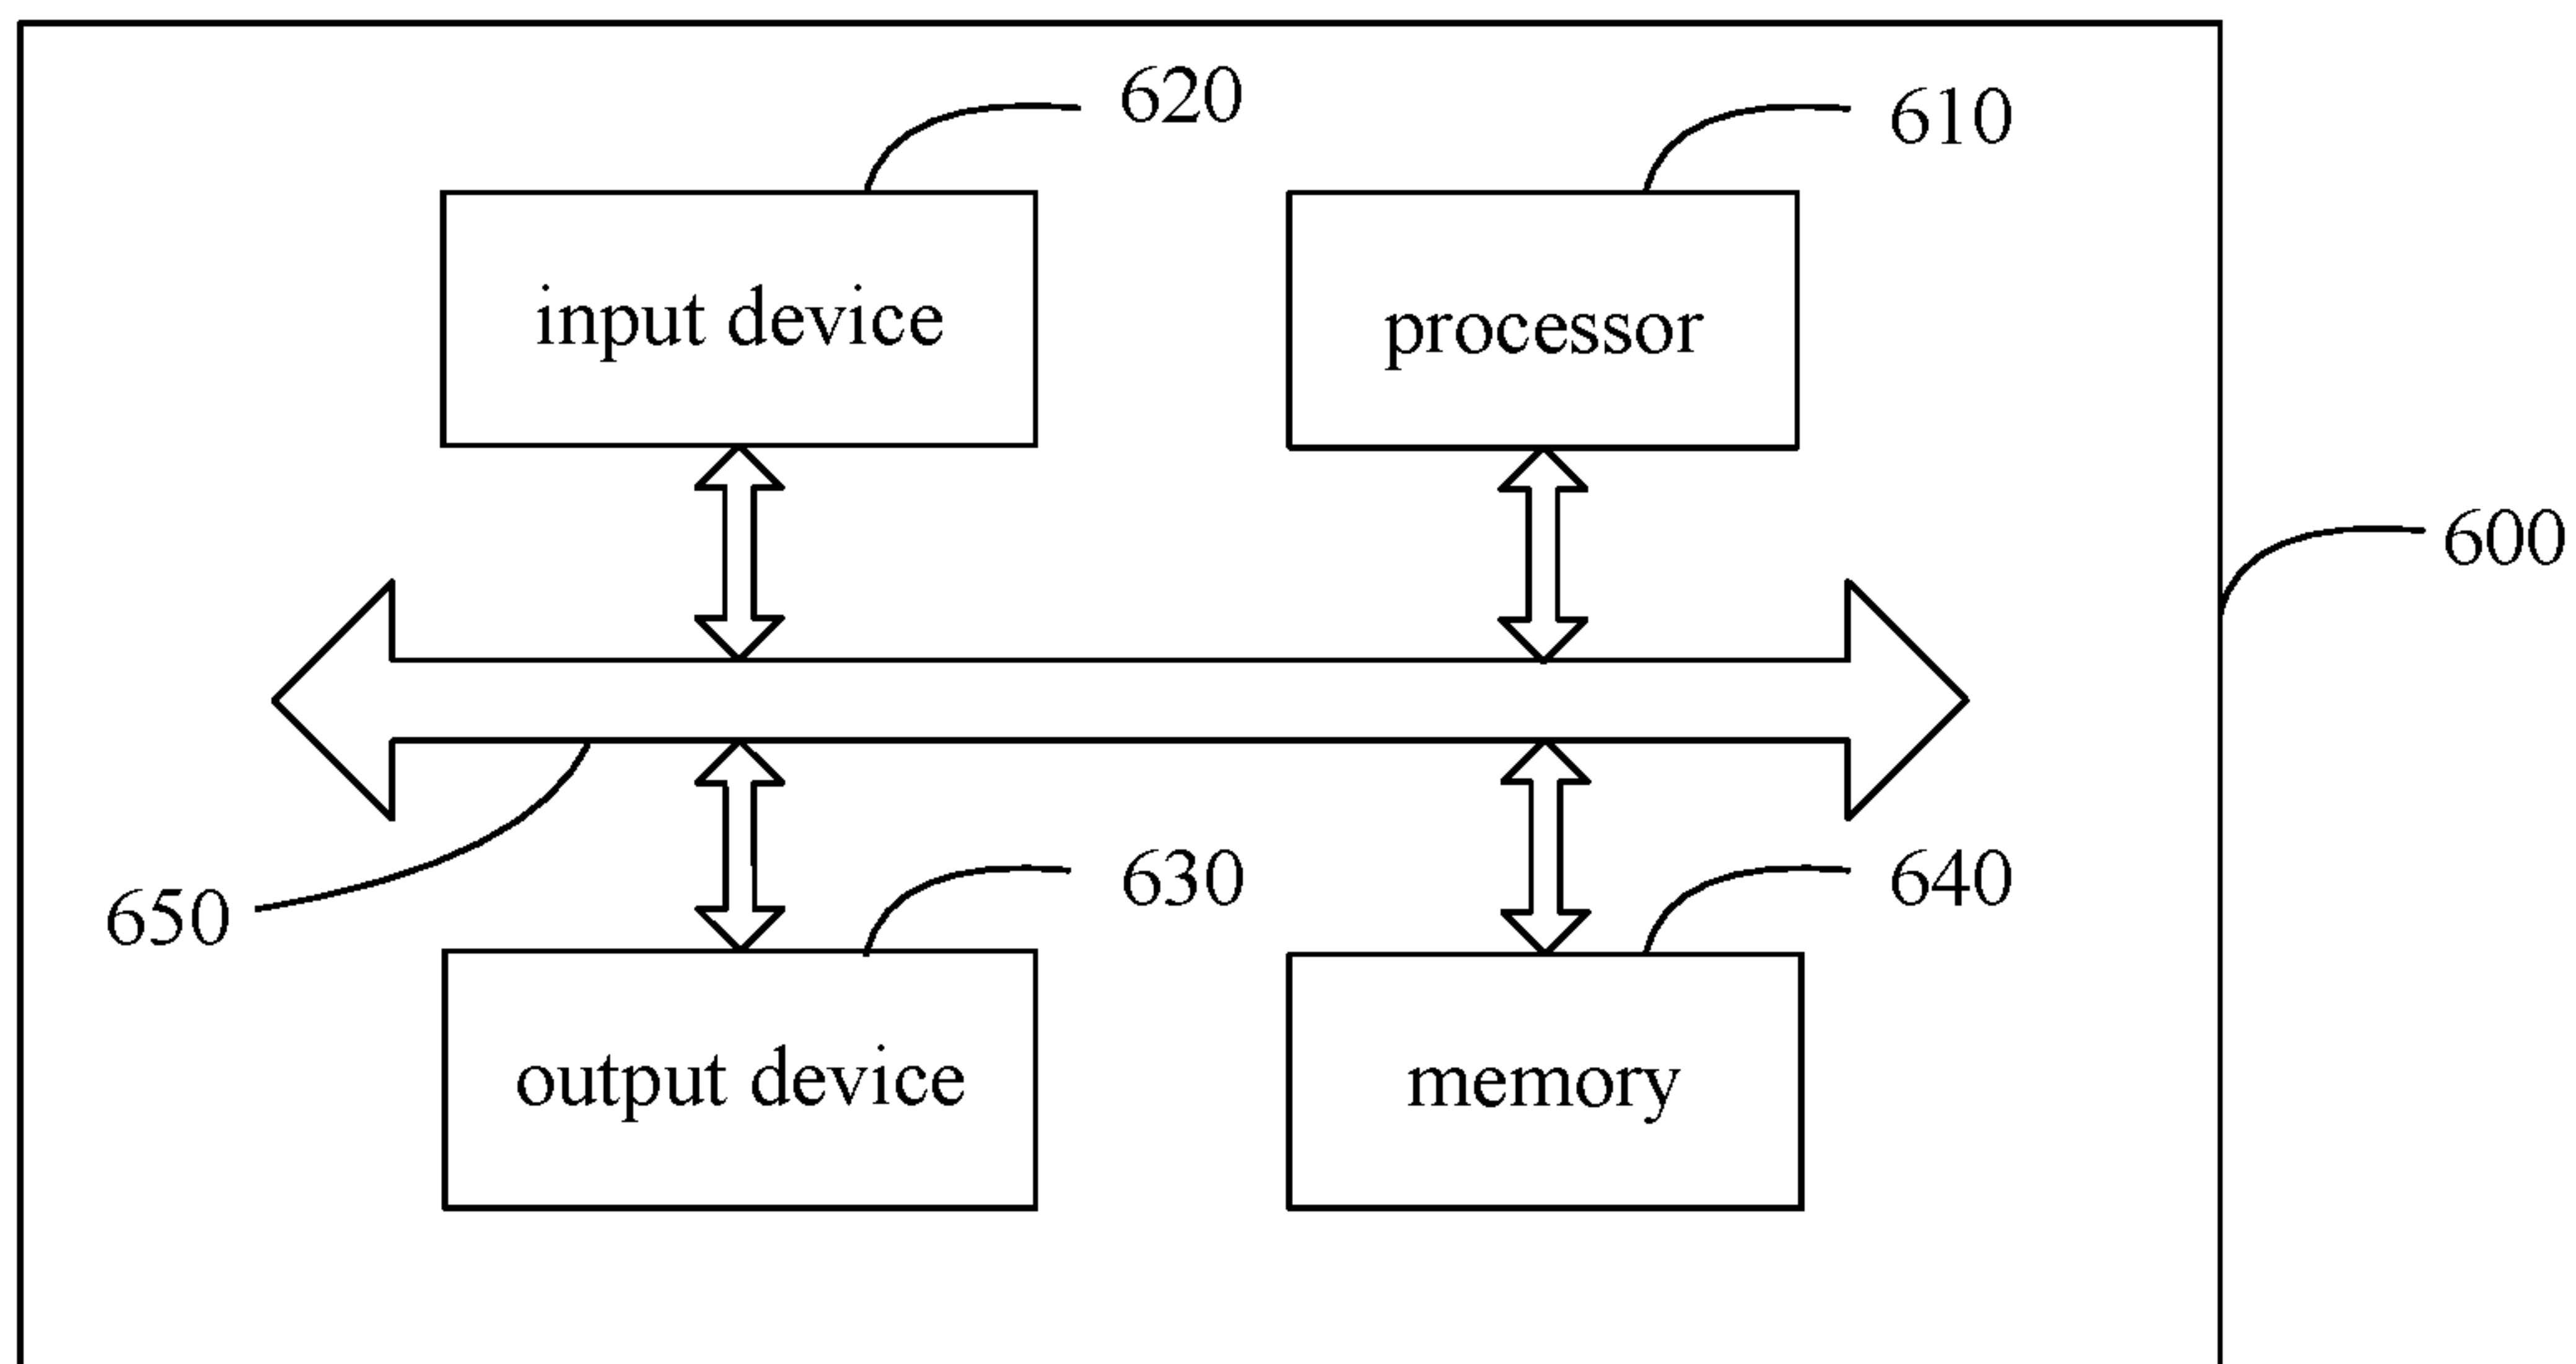 620
610
input device
processor
600
650
630
640
output device
memory